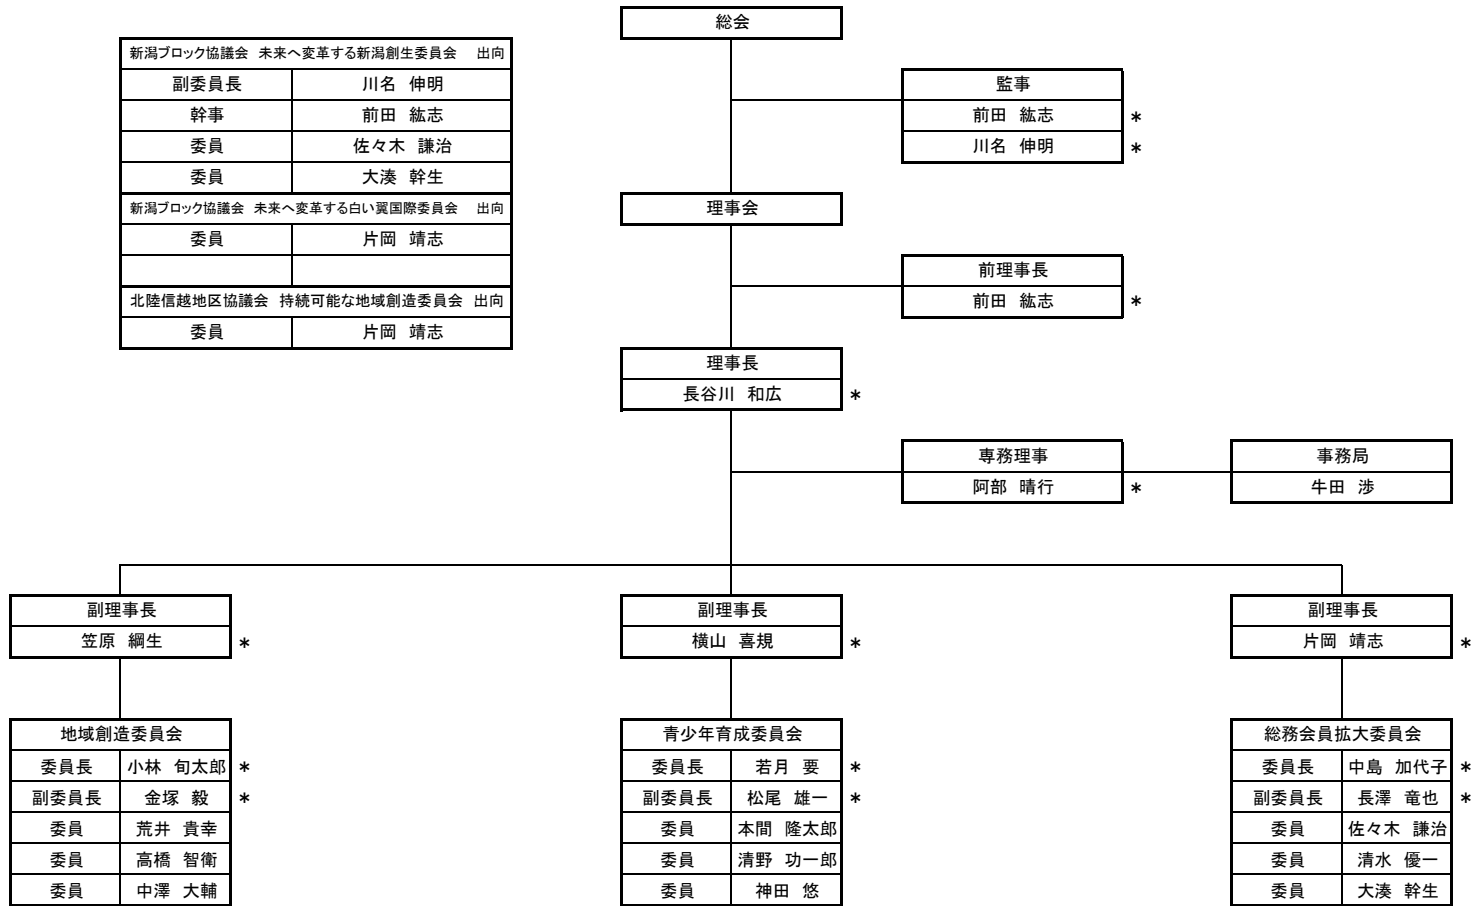 総会
新潟ブロック協議会 未来へ変革する新潟創生委員会 出向
副委員長 川名 伸明
幹事 前田 紘志
委員 佐々木 謙治
委員 大湊 幹生
新潟ブロック協議会 未来へ変革する白い翼国際委員会 出向
委員 片岡 靖志
北陸信越地区協議会 持続可能な地域創造委員会 出向
委員 片岡 靖志
監事
前田 紘志 *
川名 伸明 *
理事会
前理事長
前田 紘志 *
理事長
長谷川 和広 *
専務理事
阿部 晴行 *
事務局
牛田 渉
副理事長
笠原 綱生 *
副理事長
横山 喜規 *
副理事長
片岡 靖志 *
地域創造委員会
委員長 小林 旬太郎 *
副委員長 金塚 毅 *
委員 荒井 貴幸
委員 高橋 智衛
委員 中澤 大輔
青少年育成委員会
委員長 若月 要 *
副委員長 松尾 雄一 *
委員 本間 隆太郎
委員 清野 功一郎
委員 神田 悠
総務会員拡大委員会
委員長 中島 加代子 *
副委員長 長澤 竜也 *
委員 佐々木 謙治
委員 清水 優一
委員 大湊 幹生